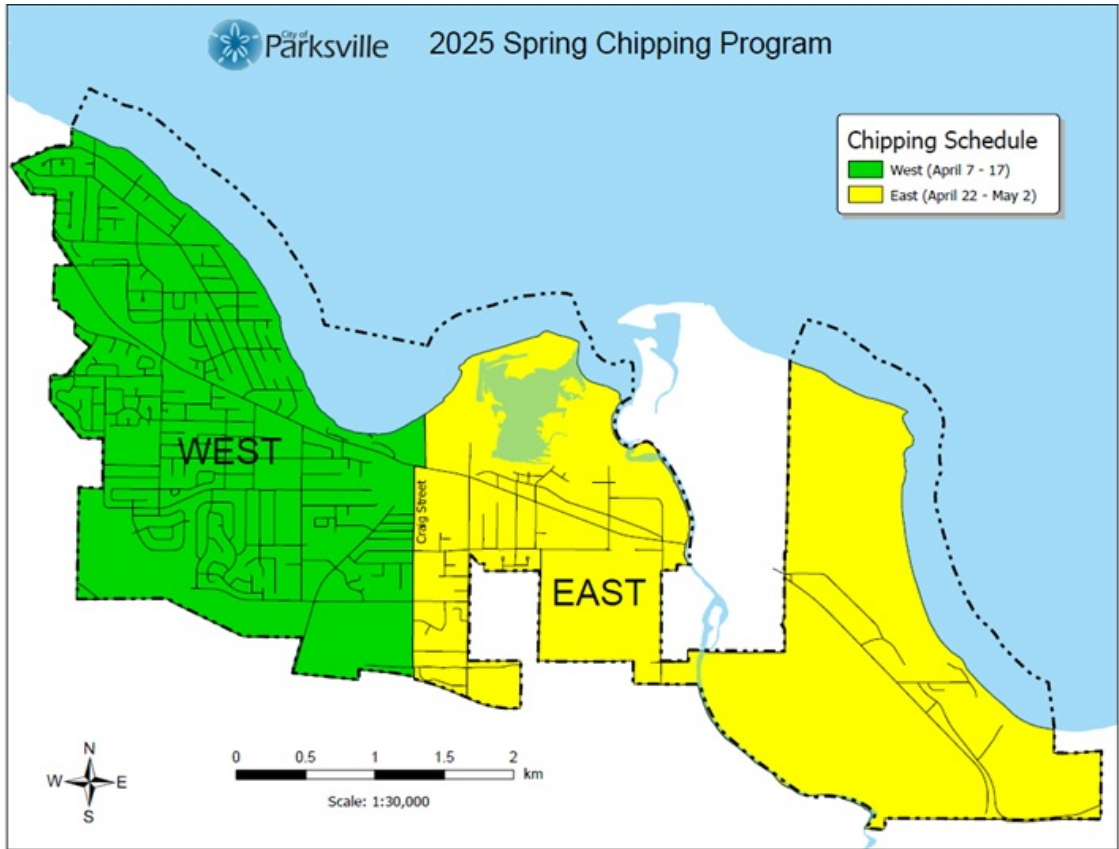 City of
Parksville
2025 Spring Chipping Program
Chipping Schedule
West (April 7 - 17)
East (April 22 - May 2)
WEST
Craig Street
EAST
N
W E
S
0 0.5 1 1.5 2
km
Scale: 1:30,000